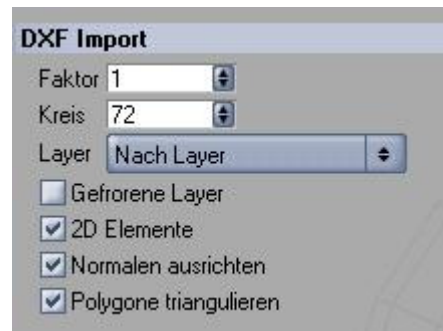 DXF Import
Faktor 1
Kreis 72
Layer Nach Layer
Gefrorene Layer
2D Elemente
Normalen ausrichten
Polygone triangulieren